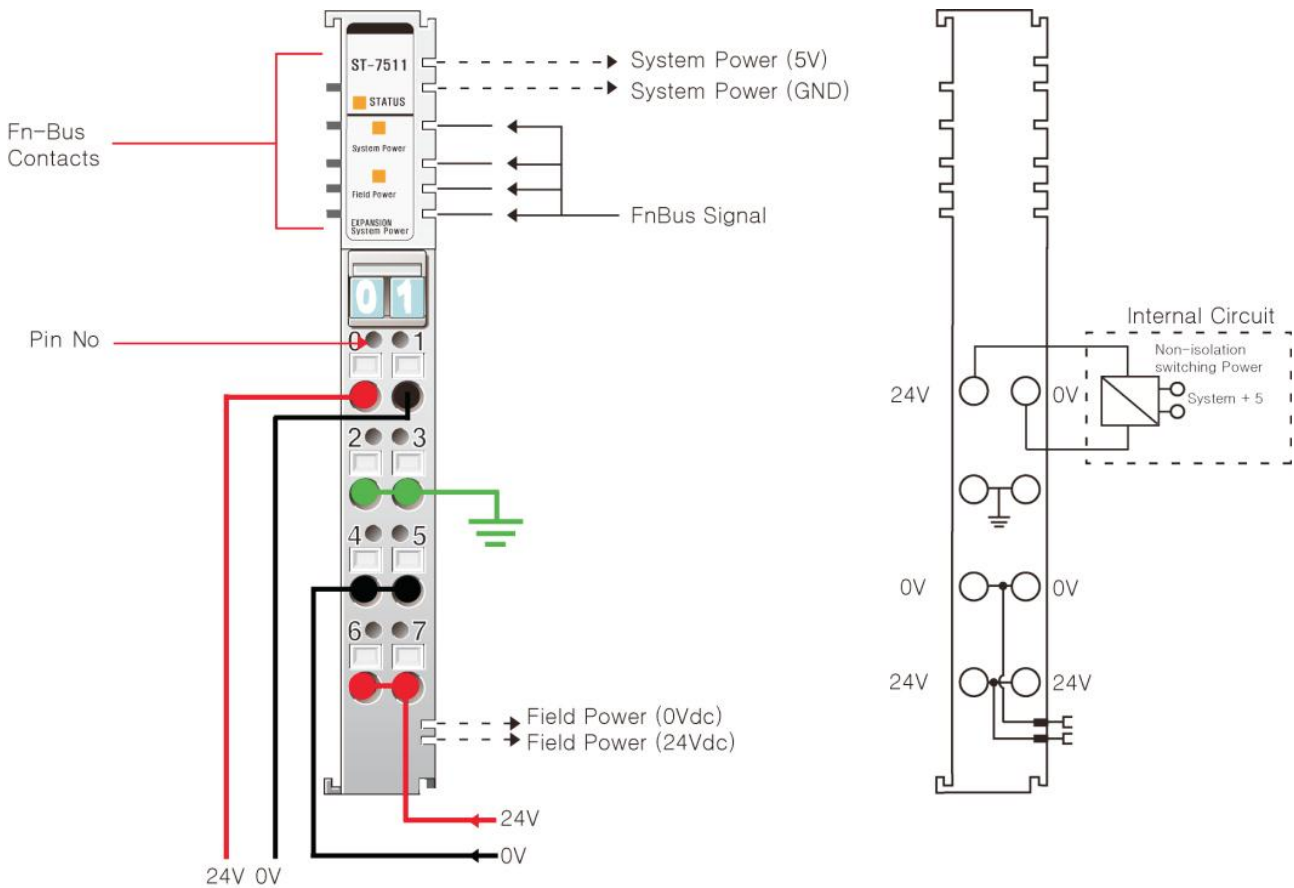 ST-7511
STATUS
System Power
Field Power
EXPANSION
System Power
Fn-Bus
Contacts
System Power (5V)
System Power (GND)
FnBus Signal
0 1
Pin No
0 1
2 3
4 5
6 7
Field Power (0Vdc)
Field Power (24Vdc)
24V
0V
24V 0V
Internal Circuit
Non-isolation
switching Power
System + 5
24V 0V
0V 0V
24V 24V